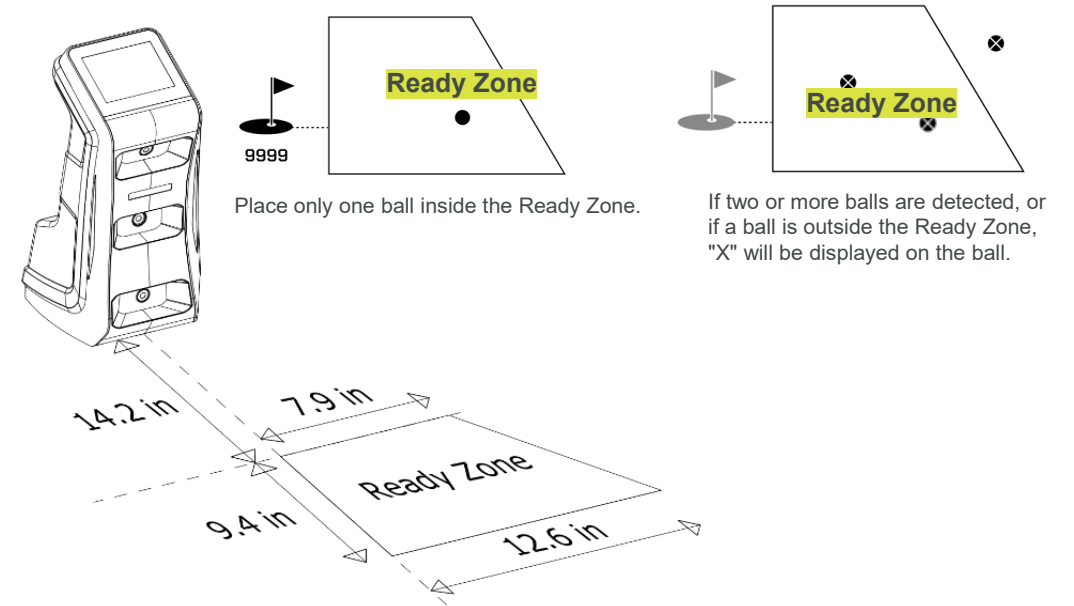 Ready Zone
9999
Place only one ball inside the Ready Zone.
Ready Zone
If two or more balls are detected, or
if a ball is outside the Ready Zone,
"X" will be displayed on the ball.
14.2 in
7.9 in
Ready Zone
9.4 in
12.6 in